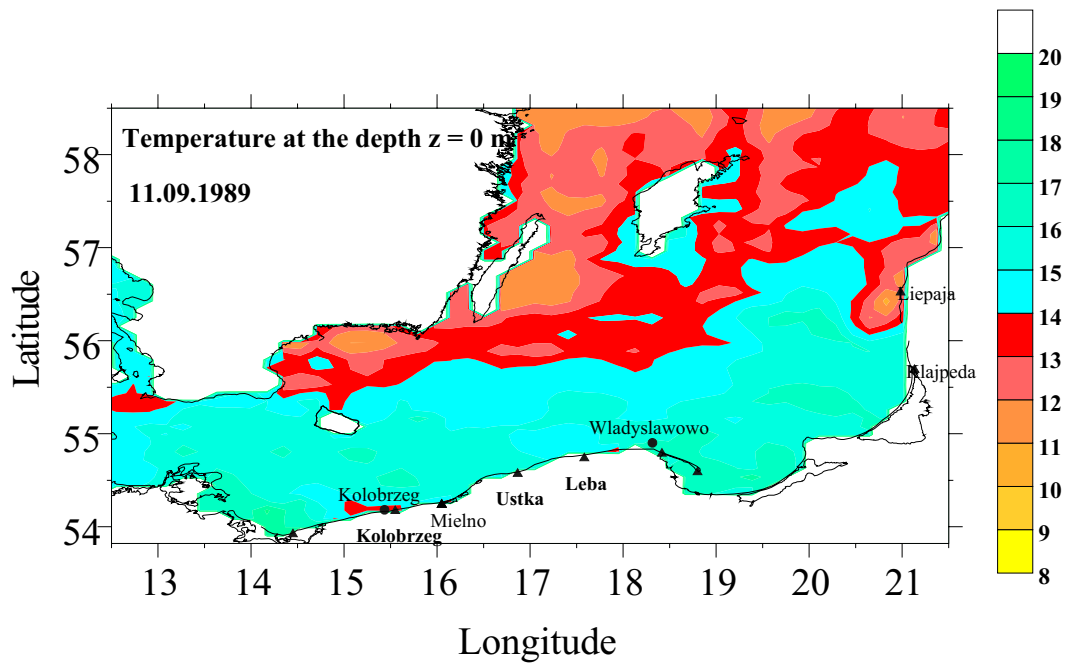 Temperature at the depth z = 0 m
11.09.1989
58
57
56
55
54
Latitude
13 14 15 16 17 18 19 20 21
Longitude
Liepaja
Klajpeda
Wladyslawowo
Leba
Ustka
Kolobrzeg
Mielno
Kolobrzeg
20
19
18
17
16
15
14
13
12
11
10
9
8